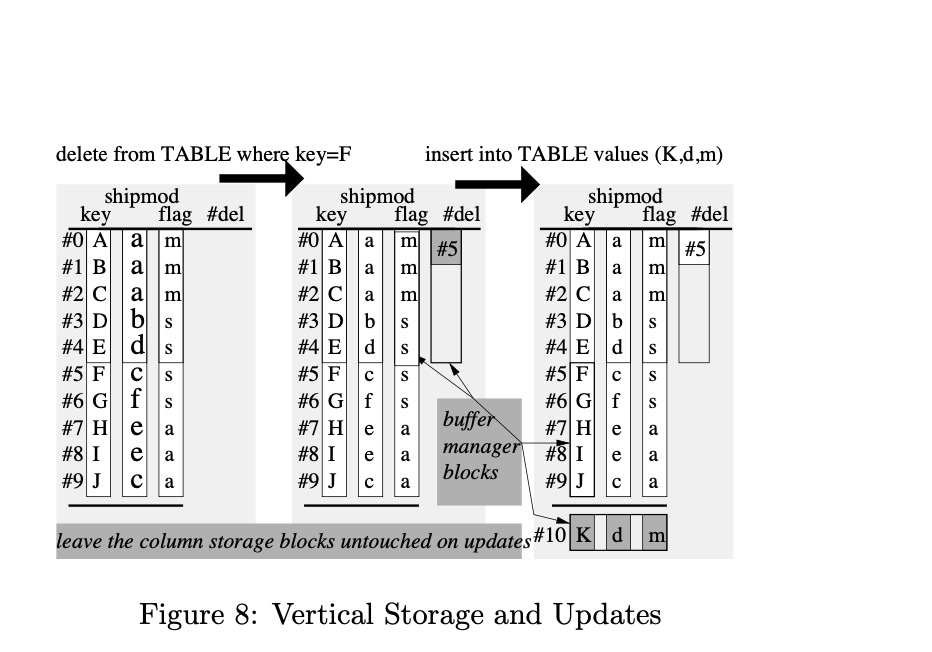 delete from TABLE where key=F insert into TABLE values (K,d,m)
shipmod shipmod shipmod
key flag #del key flag #del key flag #del
#0 A a m #0 A a m #5 #0 A a m #5
#1 B a m #1 B a m #1 B a m
#2 C a m #2 C a m #2 C a m
#3 D b s #3 D b s #3 D b s
#4 E d s #4 E d s #4 E d s
#5 F c s #5 F c s #5 F c s
#6 G f s #6 G f s #6 G f s
#7 H e a #7 H e a #7 H e a
#8 I e a #8 I e a #8 I e a
#9 J c a #9 J c a #9 J c a
buffer
manager
blocks
leave the column storage blocks untouched on updates #10 K d m
Figure 8: Vertical Storage and Updates